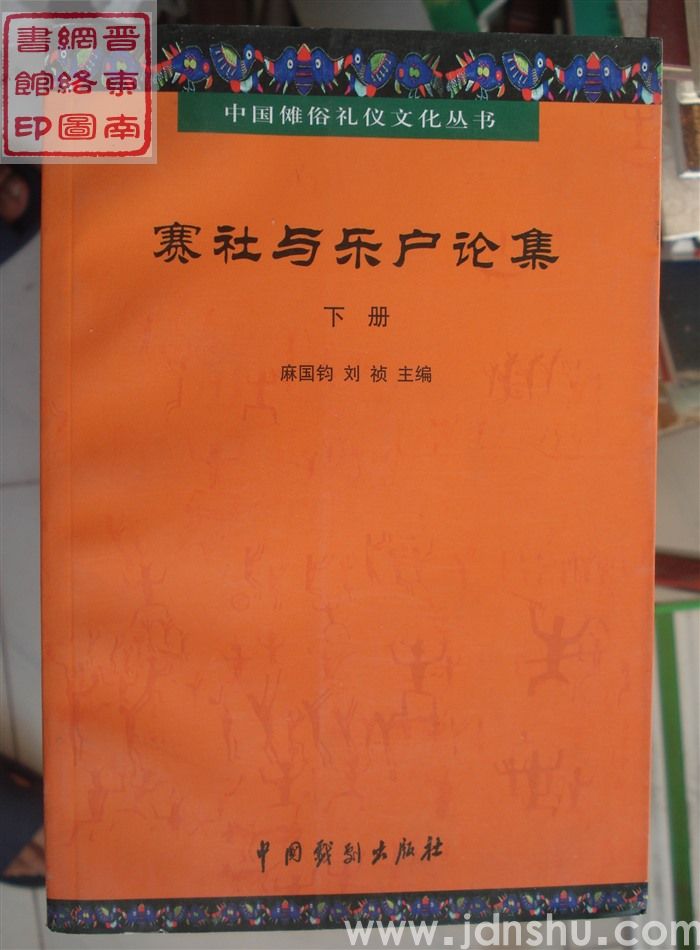 晋东南
網络圖
書館印
中国傩俗礼仪文化丛书
赛社与乐户论集
下册
麻国钧 刘祯 主编
中国戏剧出版社
www.jdnshu.com